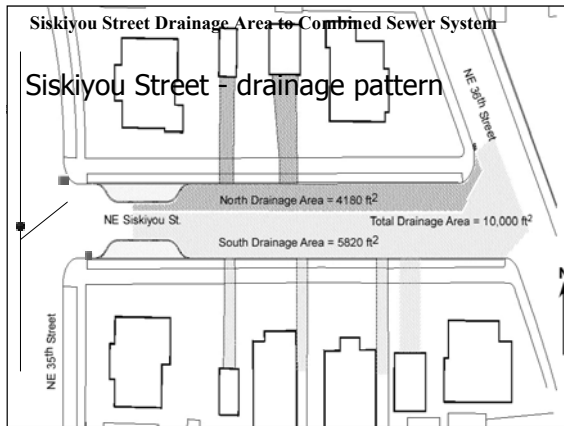 Siskiyou Street Drainage Area to Combined Sewer System
Siskiyou Street - drainage pattern
NE 36th Street
North Drainage Area = 4180 ft²
NE Siskiyou St.
Total Drainage Area = 10,000 ft²
South Drainage Area = 5820 ft²
N
NE 35th Street